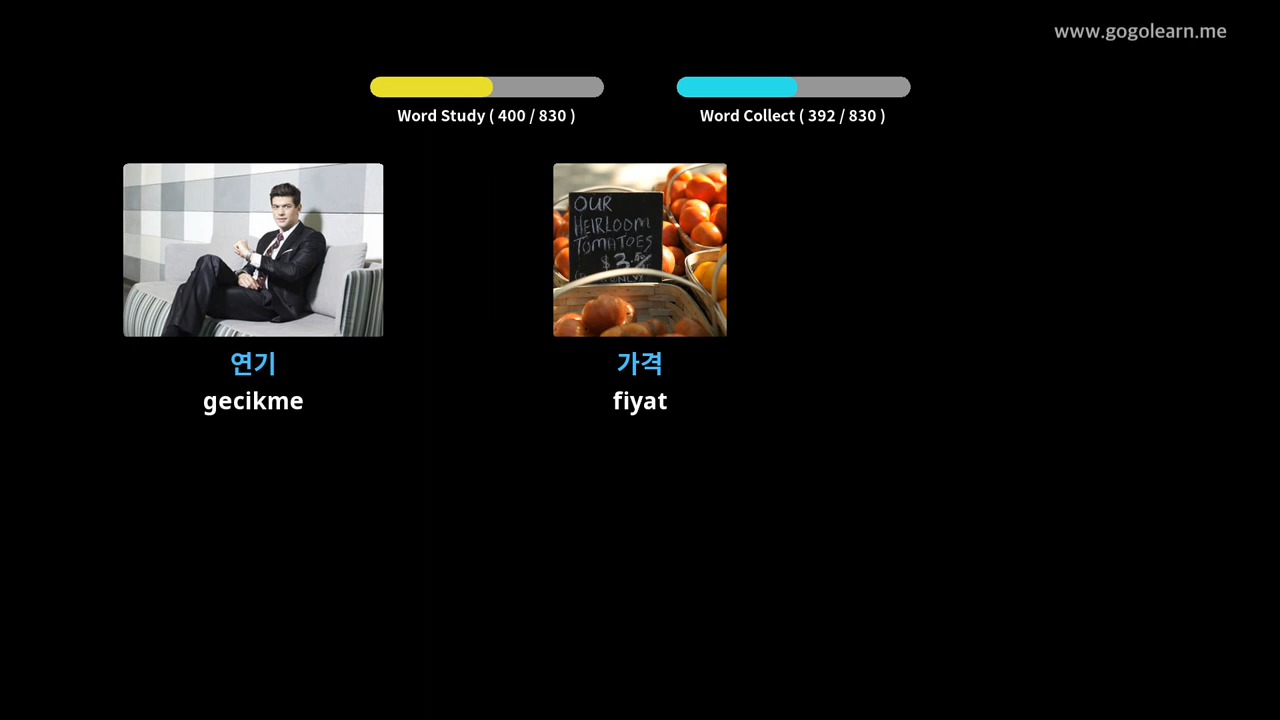 www.gogolearn.me
Word Study ( 400 / 830 )
Word Collect ( 392 / 830 )
OUR
HEIRLOOM
TOMATOES
연기
가격
gecikme
fiyat